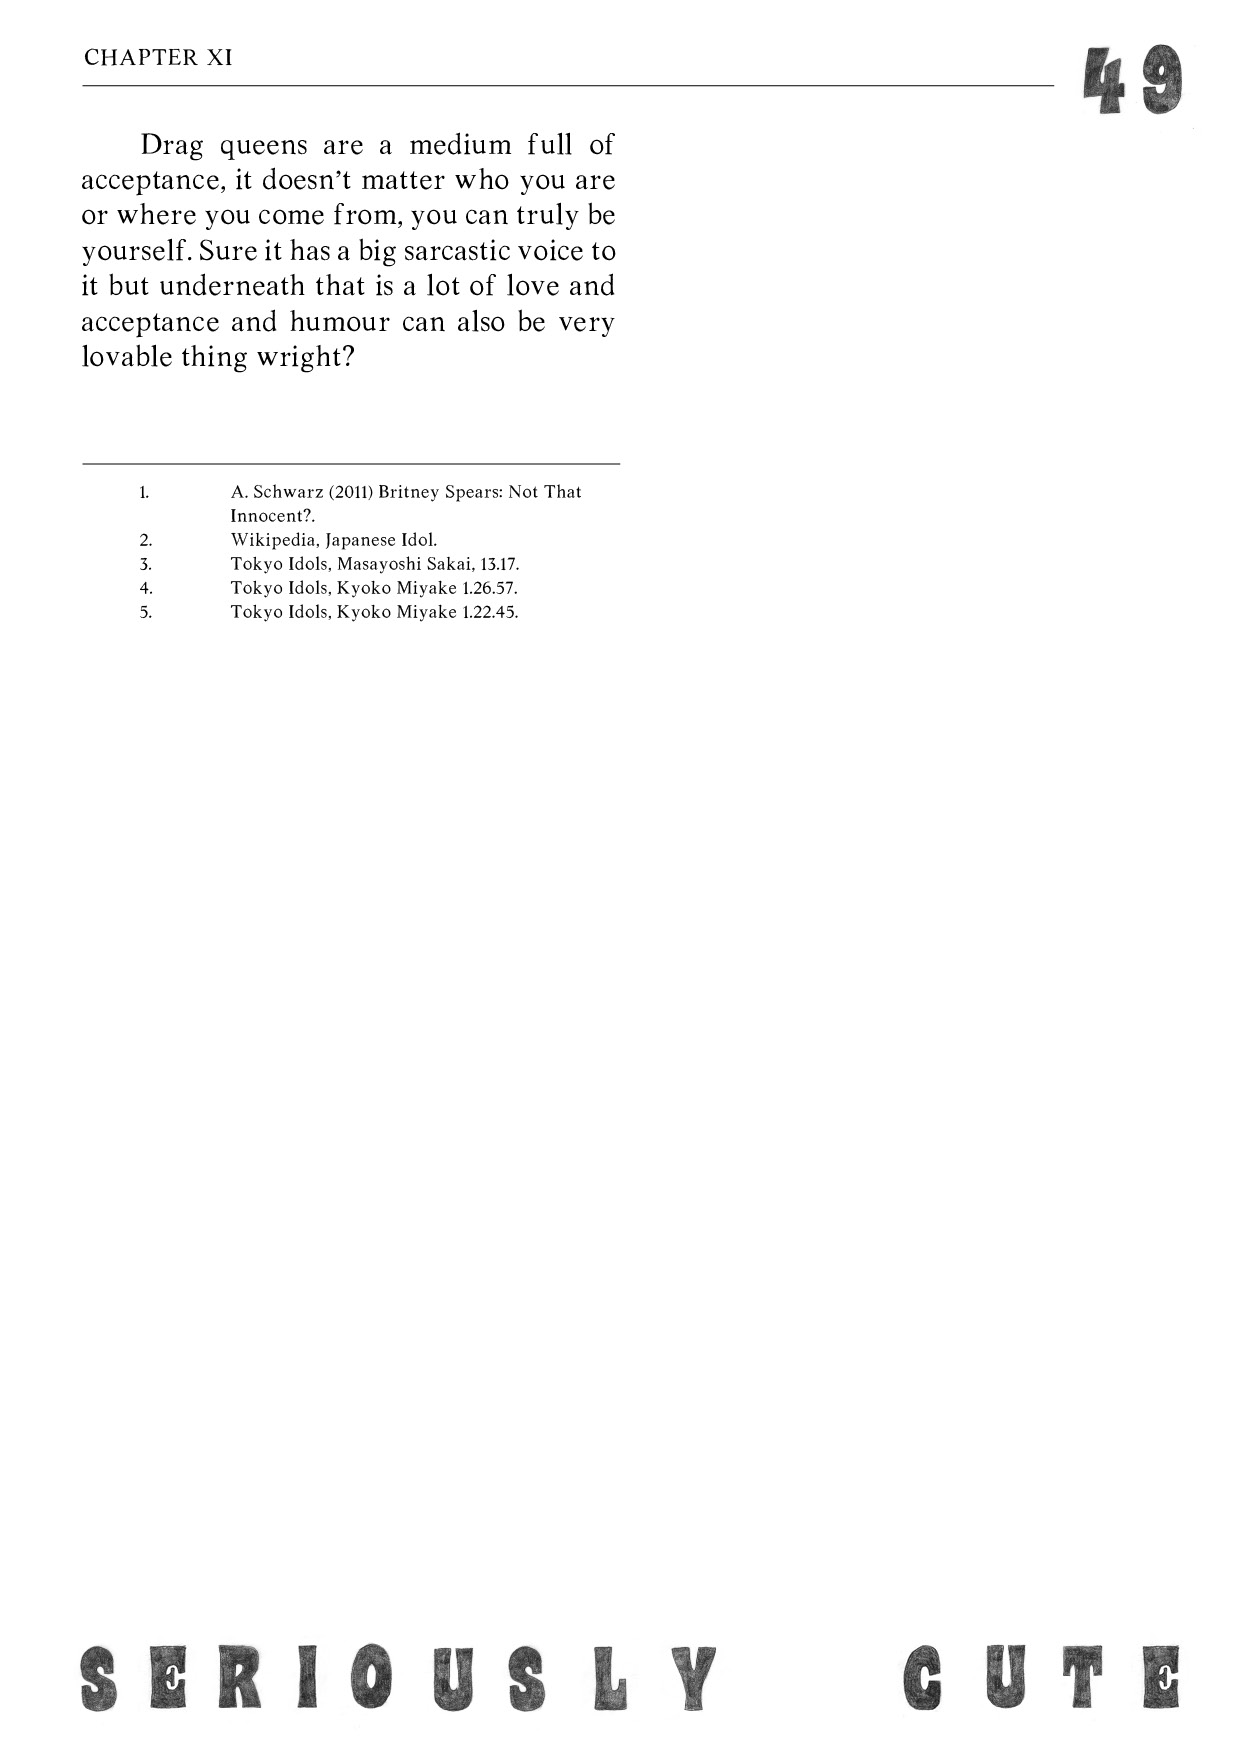 CHAPTER XI
49
Drag queens are a medium full of
acceptance, it doesn't matter who you are
or where you come from, you can truly be
yourself. Sure it has a big sarcastic voice to
it but underneath that is a lot of love and
acceptance and humour can also be very
lovable thing wright?
1. A. Schwarz (2011) Britney Spears: Not That
Innocent?.
2. Wikipedia, Japanese Idol.
3. Tokyo Idols, Masayoshi Sakai, 13.17.
4. Tokyo Idols, Kyoko Miyake 1.26.57.
5. Tokyo Idols, Kyoko Miyake 1.22.45.
SERIOUSLY CUTE